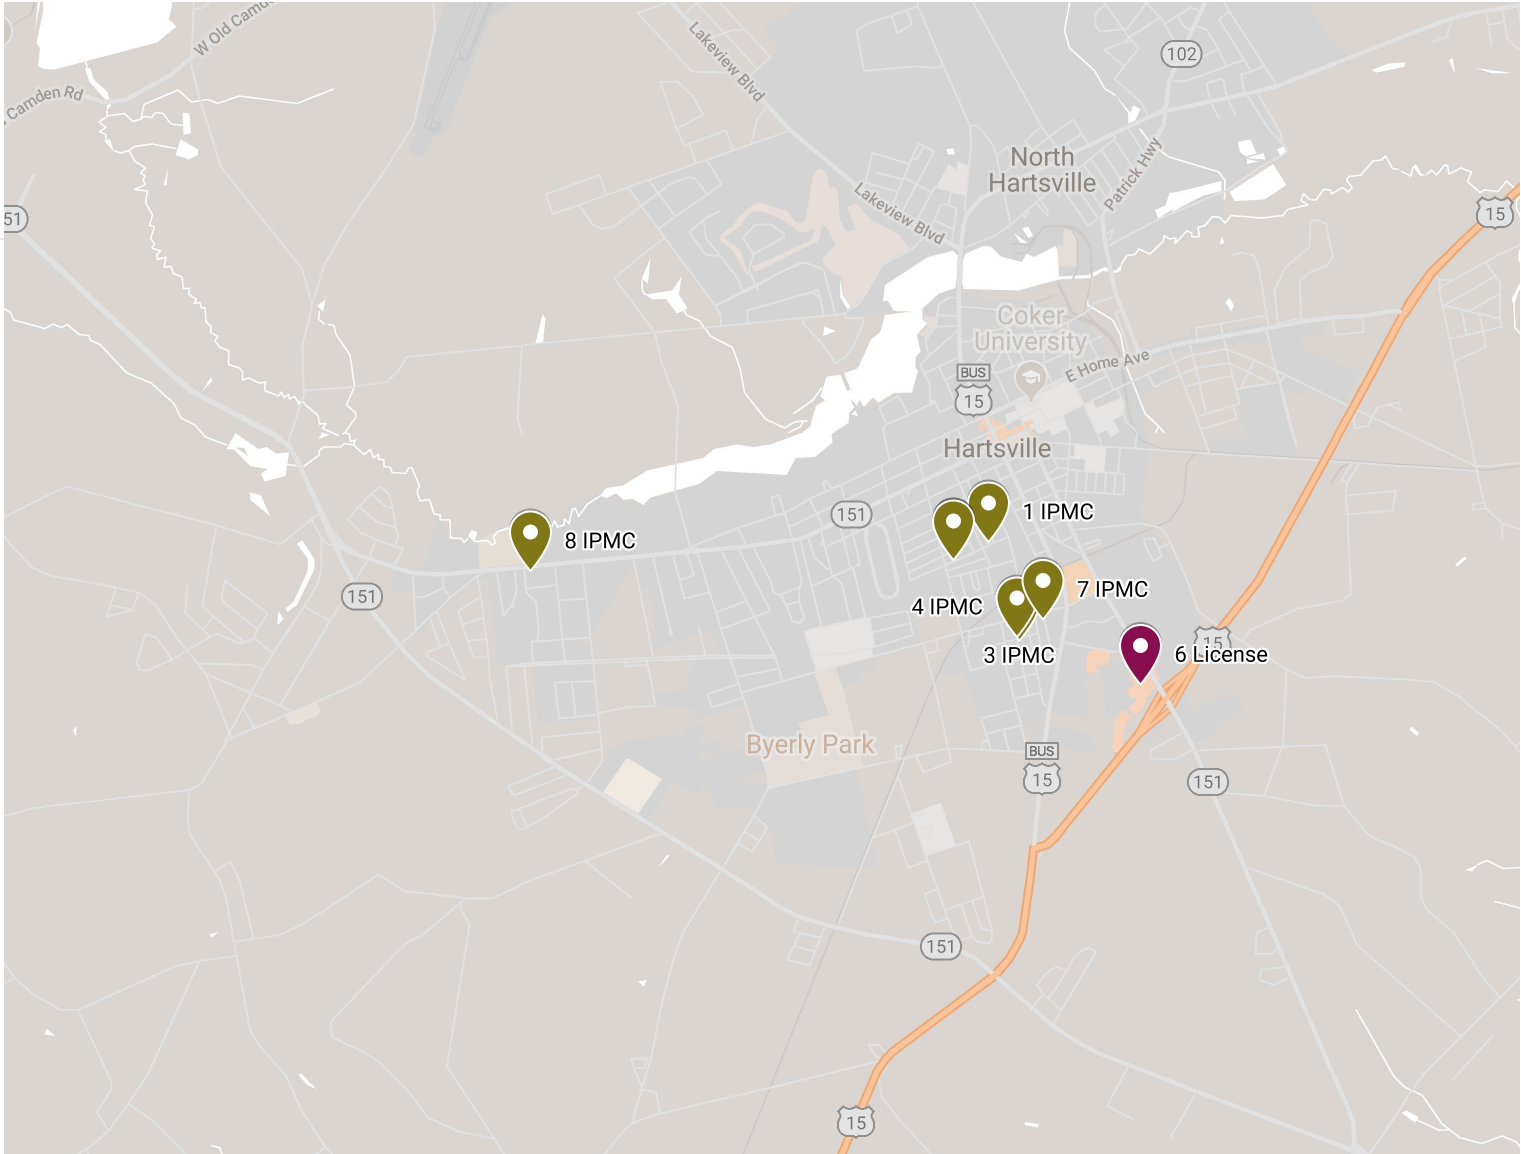 W Old Camd
Camden Rd
Lakeview Blvd
102
North
Hartsville
Patrick Hwy
Lakeview Blvd
51
15
Coker
University
E Home Ave
BUS
15
Hartsville
151
1 IPMC
8 IPMC
151
7 IPMC
4 IPMC
3 IPMC
15
6 License
Byerly Park
BUS
15
151
151
15